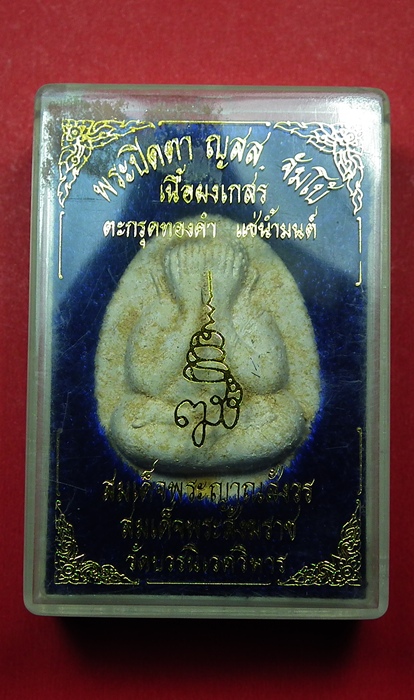 พระปิดตา ญสส. จัมโบ้
เนื้อผงเกสร
ตะกรุดทองคำ แช่น้ำมนต์
สมเด็จพระญาณสังวร
สมเด็จพระสังฆราช
วัดบวรนิเวศวิหาร